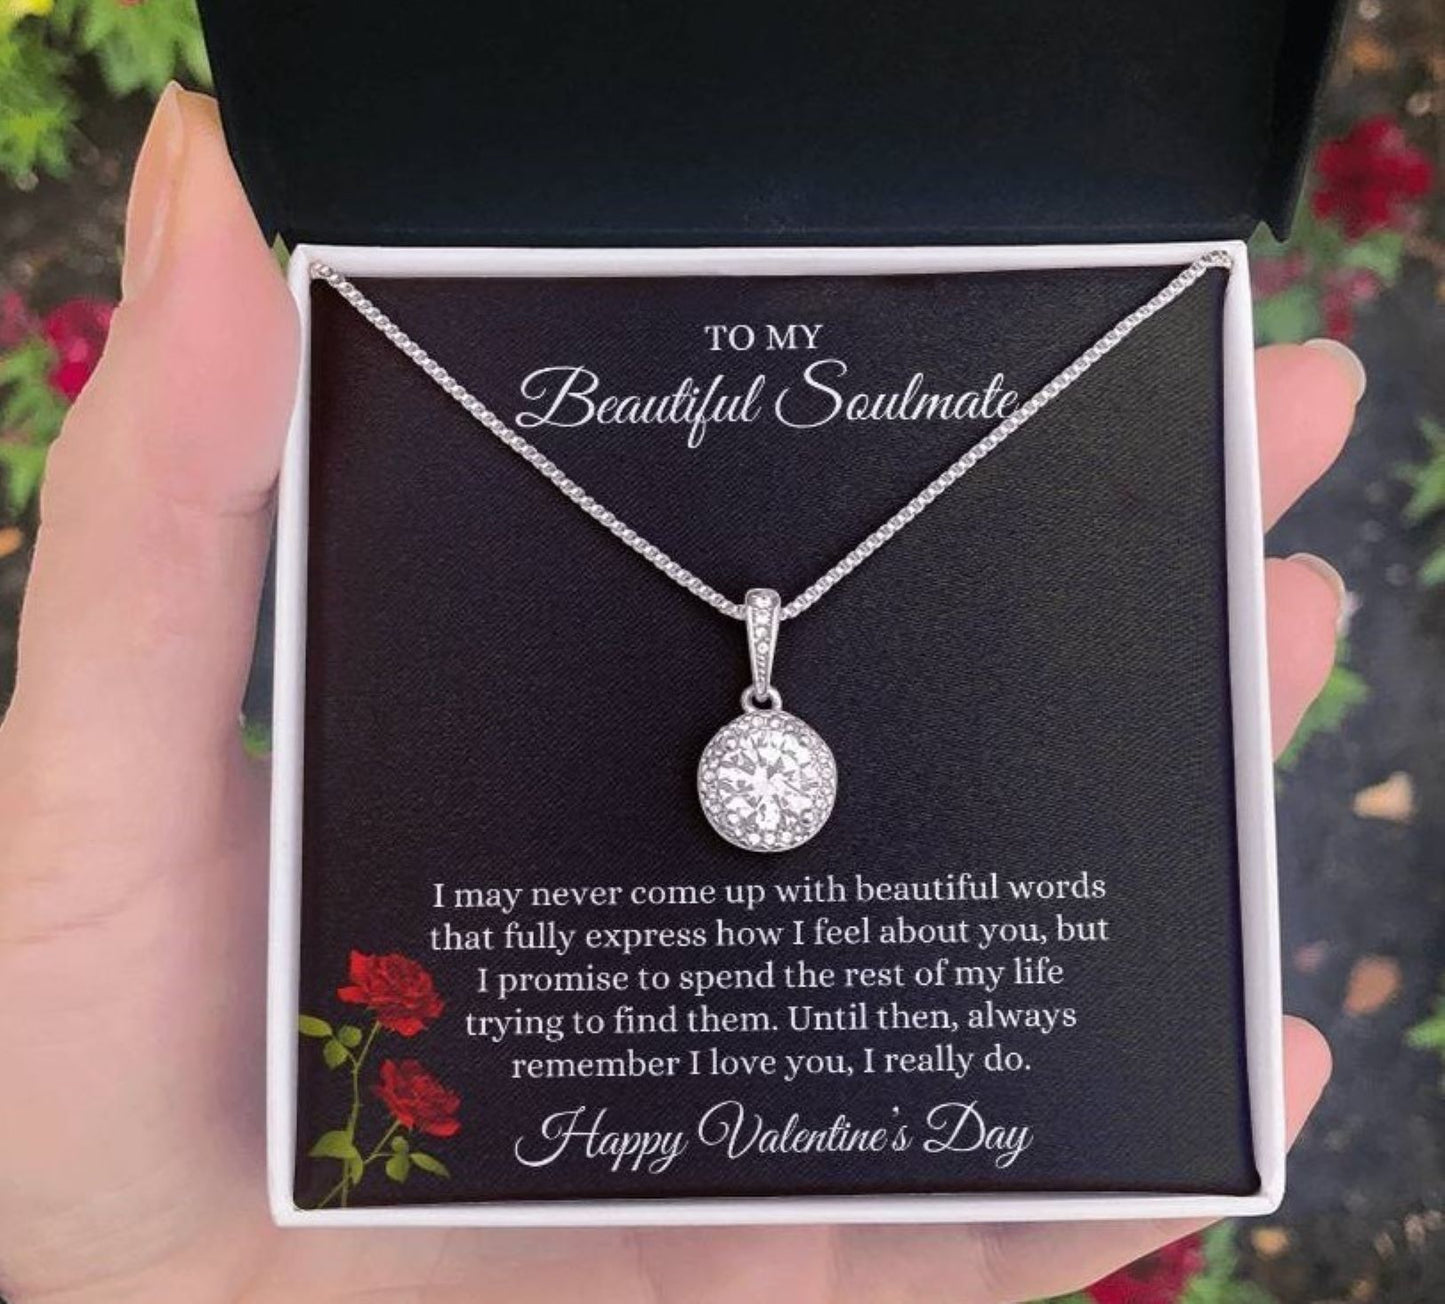 TO MY
Beautiful Soulmate
I may never come up with beautiful words
that fully express how I feel about you, but
I promise to spend the rest of my life
trying to find them. Until then, always
remember I love you, I really do.
Happy Valentine's Day